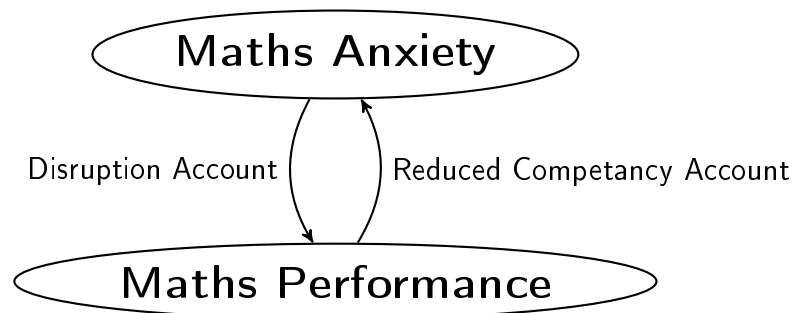 Maths Anxiety
Disruption Account
Reduced Competancy Account
Maths Performance